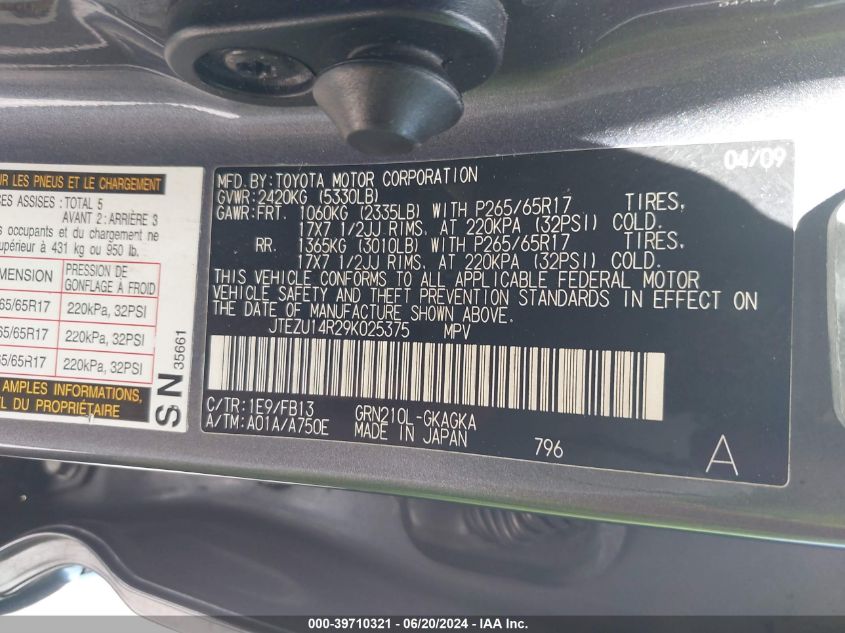 UR LES PNEUS ET LE CHARGEMENT
SES ASSISES : TOTAL 5
AVANT 2 : ARRIÈRE 3
s occupants et du chargement ne
upérieur à 431 kg ou 950 lb.
MENSION
PRESSION DE GONFLAGE À FROID
65/65R17 220kPa, 32PSI
65/65R17 220kPa, 32PSI
65/65R17 220kPa, 32PSI
AMPLES INFORMATIONS,
EL DU PROPRIÉTAIRE
SN 35661
04/09
MFD. BY: TOYOTA MOTOR CORPORATION
GVWR: 2420KG (5330LB)
GAWR: FRT. 1060KG (2335LB) WITH P265/65R17 TIRES,
17X7 1/2JJ RIMS, AT 220KPA (32PSI) COLD.
RR. 1365KG (3010LB) WITH P265/65R17 TIRES,
17X7 1/2JJ RIMS, AT 220KPA (32PSI) COLD.
THIS VEHICLE CONFORMS TO ALL APPLICABLE FEDERAL MOTOR
VEHICLE SAFETY AND THEFT PREVENTION STANDARDS IN EFFECT ON
THE DATE OF MANUFACTURE SHOWN ABOVE.
JTEZU14R29K025375 MPV
C/TR: 1E9/FB13 GRN210L-GKAGKA
A/TM: A01A/A750E MADE IN JAPAN
796
A
000-39710321 - 06/20/2024 - IAA Inc.